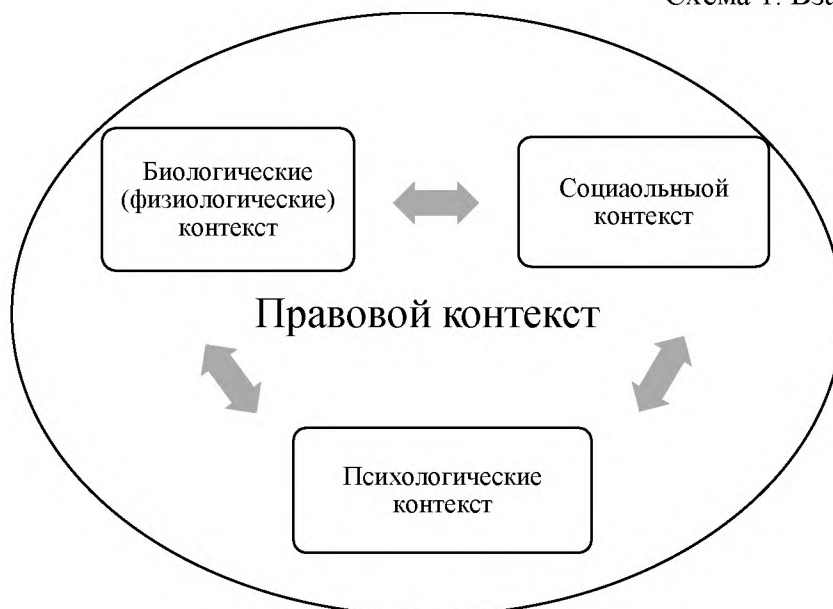 Схема 1. Вза
Биологические
(физиологические)
контекст
Социаольныой
контекст
Правовой контекст
Психологические
контекст